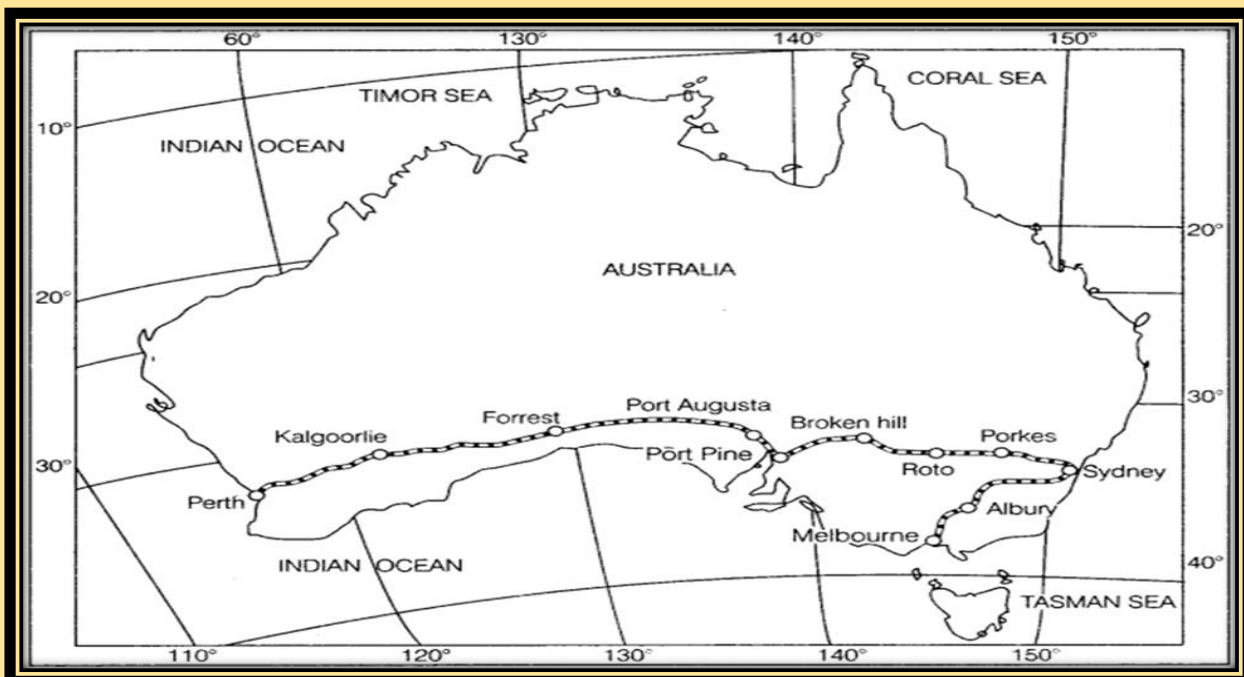 60° 130° 140° 150°
TIMOR SEA
CORAL SEA
10°
INDIAN OCEAN
20°
AUSTRALIA
20°
30°
Forrest
Port Augusta
Broken hill
Kalgoorlie
Pōrt Pine
Porkes
30°
Roto
Sydney
Perth
Albury
Melbourne
INDIAN OCEAN
40°
TASMAN SEA
110° 120° 130° 140° 150°